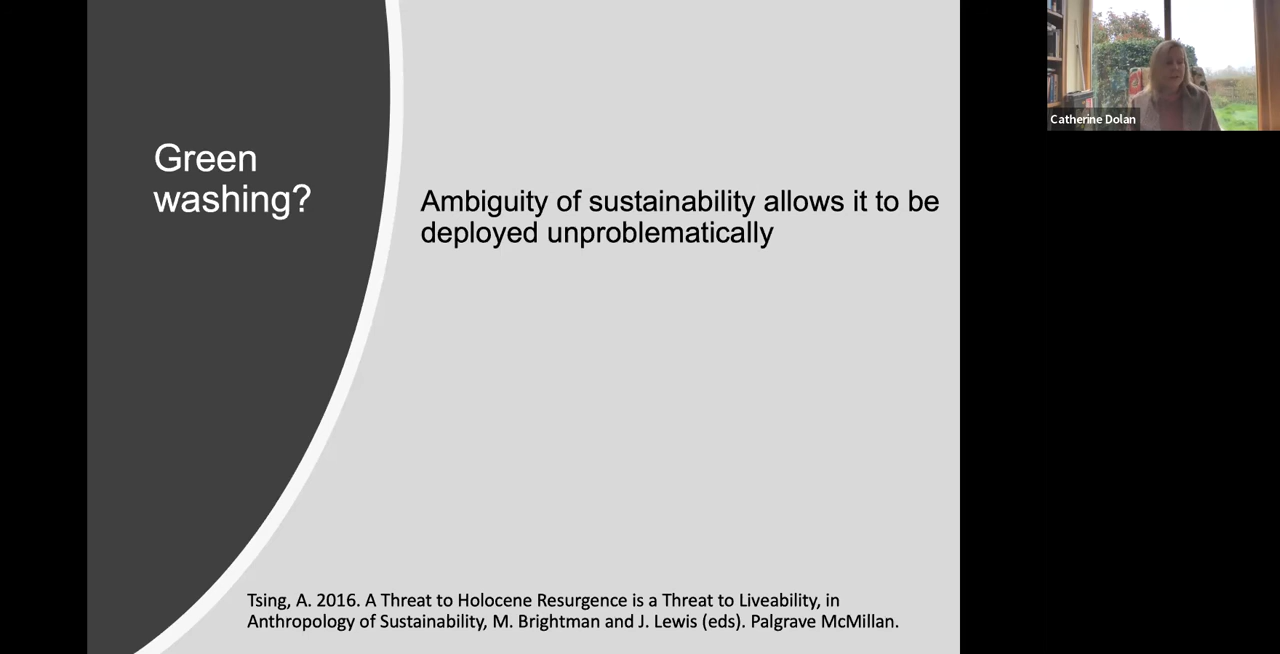 Green
washing?
Ambiguity of sustainability allows it to be
deployed unproblematically
Tsing, A. 2016. A Threat to Holocene Resurgence is a Threat to Liveability, in
Anthropology of Sustainability, M. Brightman and J. Lewis (eds). Palgrave McMillan.
Catherine Dolan